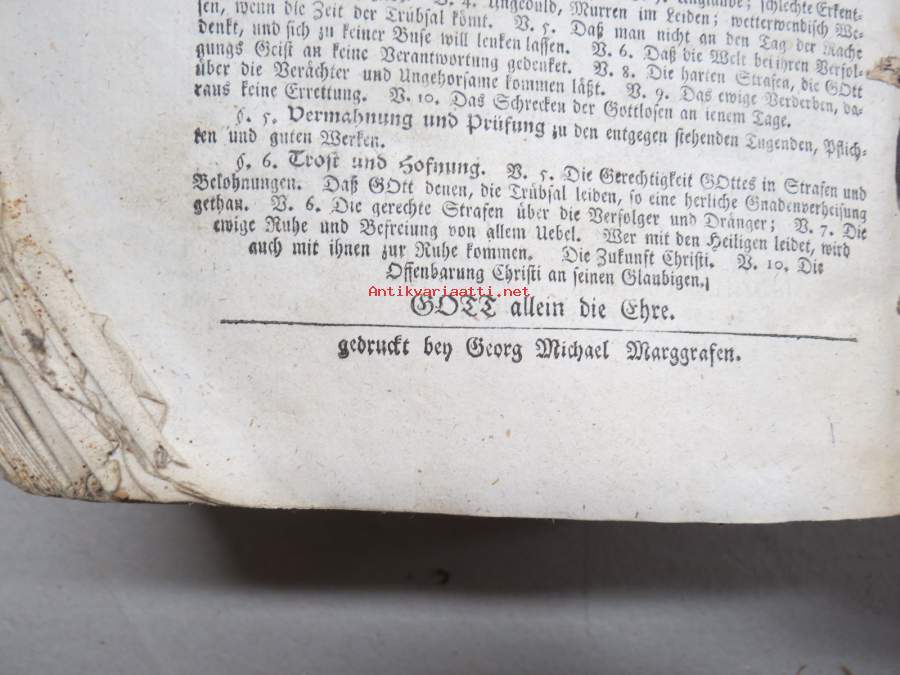 V. 4. Ungeduld, Murren im Leiden; wetterwendisch We-
sen, wenn die Zeit der Trübsal kömt. V. 5. Daß man nicht an den Tag der Rache
denkt, und sich zu keiner Buse will lenken lassen. V. 6. Daß die Welt bei ihren Verfol-
gungs Geist an keine Verantwortung gedenket. V. 8. Die harten Strafen, die GOtt
über die Verächter und Ungehorsame kommen läßt. V. 9. Das ewige Verderben, da-
raus keine Errettung. V. 10. Das Schrecken der Gottlosen an ienem Tage.
§. 5. Vermahnung und Prüfung zu den entgegen stehenden Tugenden, Pflich-
ten und guten Werken.
§. 6. Trost und Hofnung. V. 5. Die Gerechtigkeit GOttes in Strafen und
Belohnungen. Daß GOtt denen, die Trübsal leiden, so eine herliche Gnadenverheisung
gethan. V. 6. Die gerechte Strafen über die Verfolger und Dränger; V. 7. Die
ewige Ruhe und Befreiung von allem Uebel. Wer mit den Heiligen leidet, wird
auch mit ihnen zur Ruhe kommen. Die Zukunft Christi. V. 10. Die
Offenbarung Christi an seinen Glaubigen.
Antikvariaatti.net
GOTT allein die Ehre.
gedruckt bey Georg Michael Marggrafen.